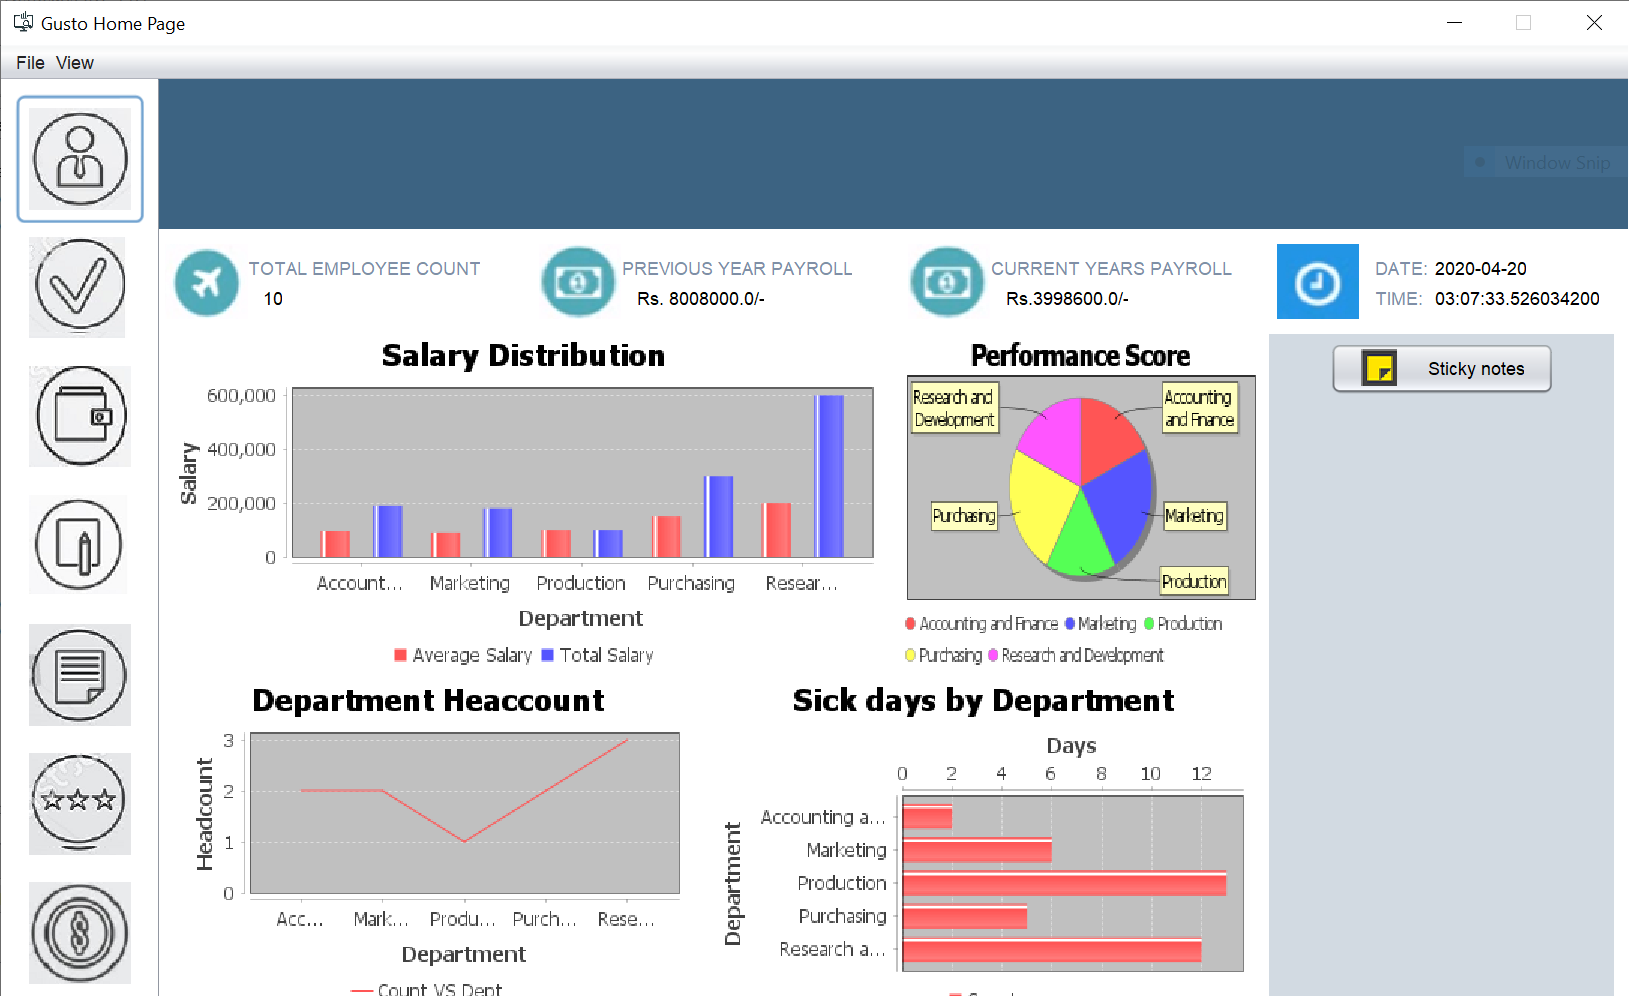 Gusto Home Page
File View
Window Snip
TOTAL EMPLOYEE COUNT
10
PREVIOUS YEAR PAYROLL
Rs. 8008000.0/-
CURRENT YEARS PAYROLL
Rs.3998600.0/-
DATE: 2020-04-20
TIME: 03:07:33.526034200
Sticky notes
Salary Distribution
Salary
600,000
400,000
200,000
0
Account... Marketing Production Purchasing Resear...
Department
Average Salary Total Salary
Performance Score
Research and
Development
Accounting
and Finance
Purchasing
Marketing
Production
Accounting and Finance Marketing Production
Purchasing Research and Development
Department Heaccount
Headcount
3
2
1
0
Acc... Mark... Produ... Purch... Rese...
Department
Count VS Dept
Sick days by Department
Days
0 2 4 6 8 10 12
Department
Accounting a...
Marketing
Production
Purchasing
Research a...